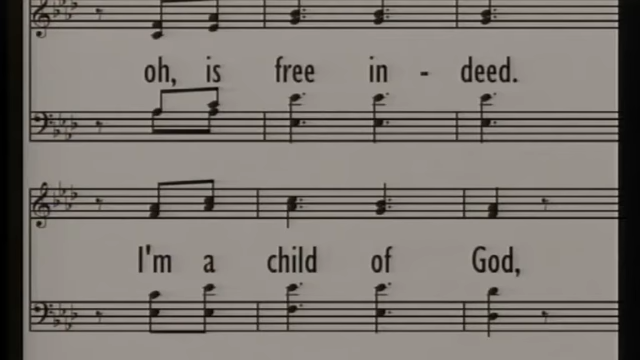 oh, is free in - deed.
I'm a child of God,